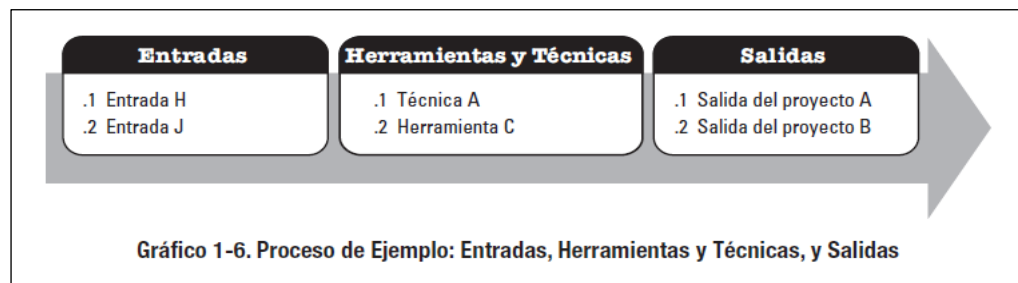 Entradas
.1 Entrada H
.2 Entrada J
Herramientas y Técnicas
.1 Técnica A
.2 Herramienta C
Salidas
.1 Salida del proyecto A
.2 Salida del proyecto B
Gráfico 1-6. Proceso de Ejemplo: Entradas, Herramientas y Técnicas, y Salidas